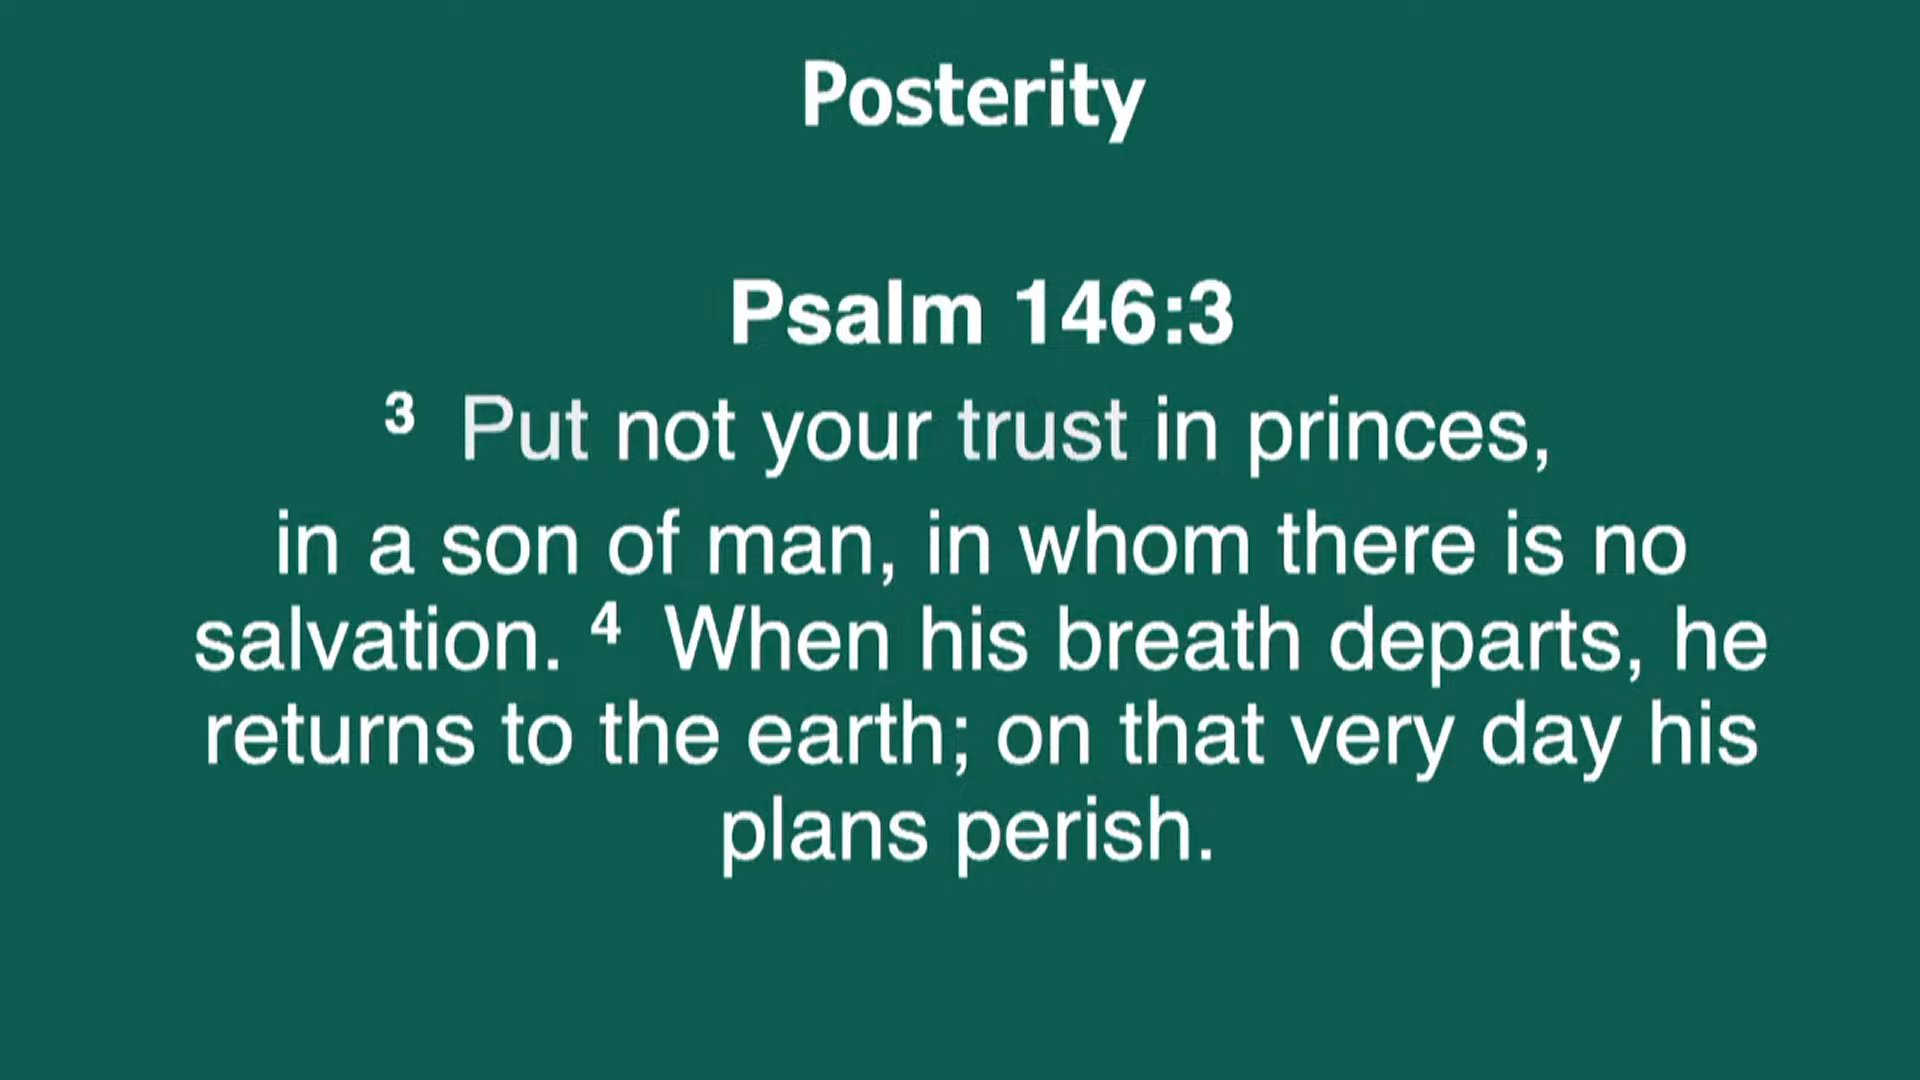 Posterity
Psalm 146:3
3 Put not your trust in princes,
in a son of man, in whom there is no
salvation. 4 When his breath departs, he
returns to the earth; on that very day his
plans perish.